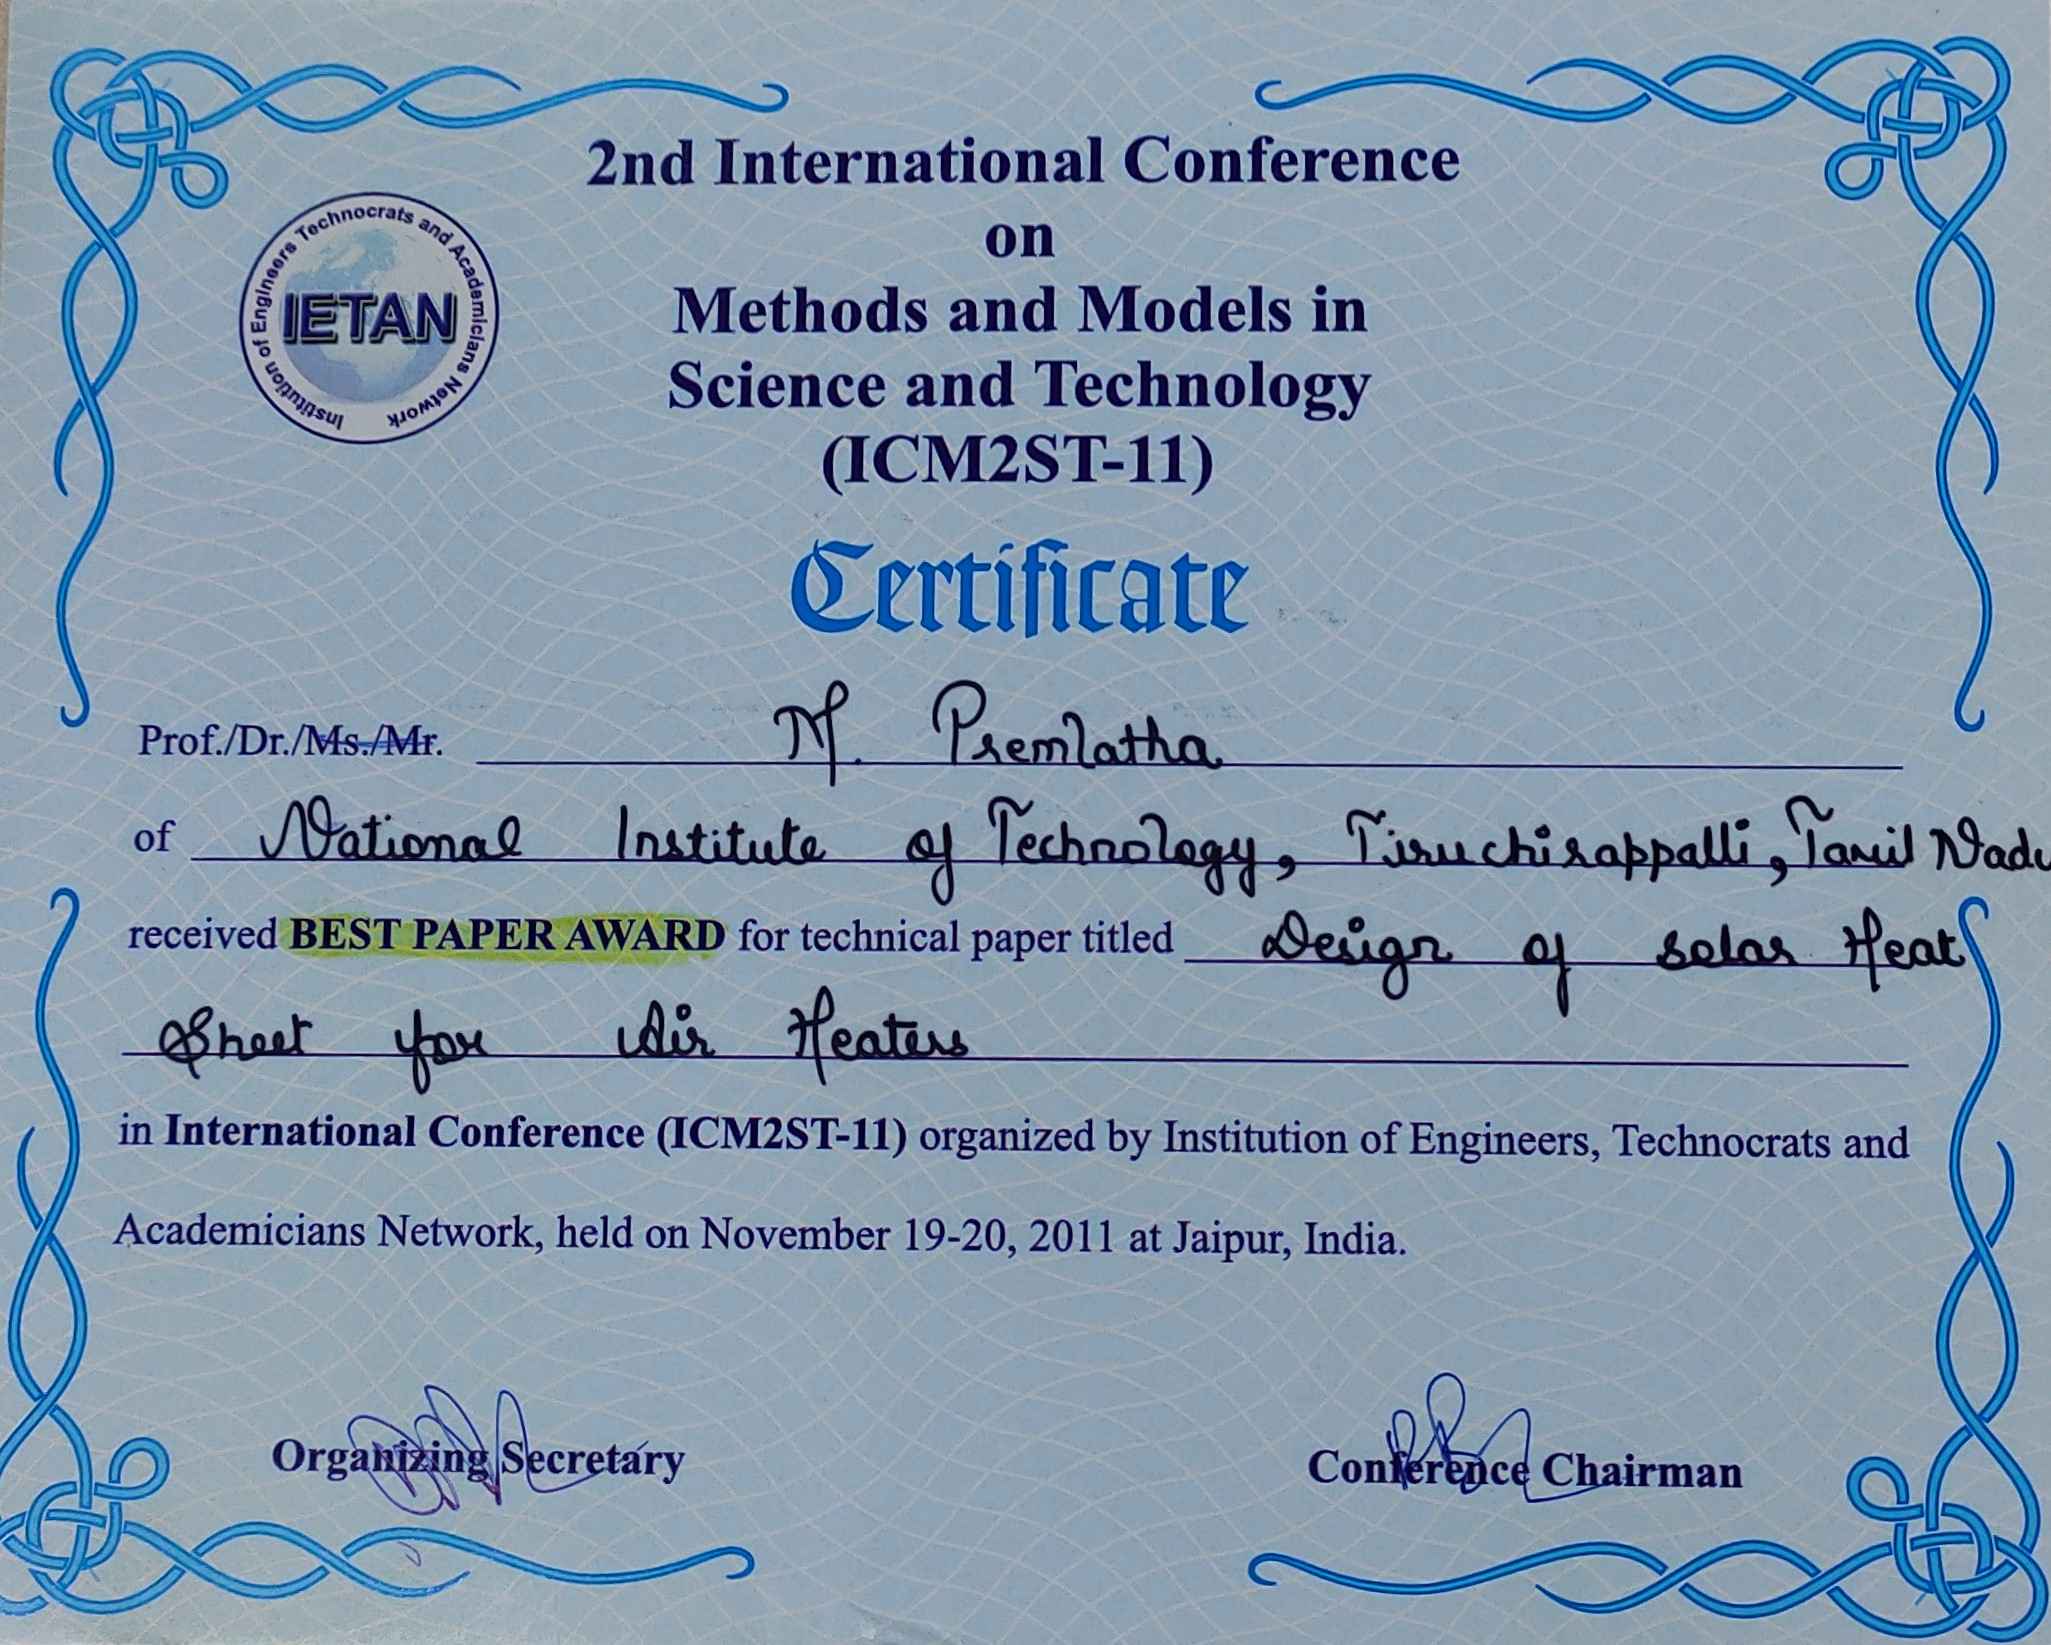 2nd International Conference
on
Methods and Models in
Science and Technology
(ICM2ST-11)
Institution of Engineers Technocrats and Academicians Network
IETAN
Certificate
Prof./Dr./Ms./Mr. M. Premlatha
of National Institute of Technology, Tiruchirappalli, Tamil Nadu
received BEST PAPER AWARD for technical paper titled Design of Solar Heat
Sheet for Air Heaters
in International Conference (ICM2ST-11) organized by Institution of Engineers, Technocrats and
Academicians Network, held on November 19-20, 2011 at Jaipur, India.
Organizing Secretary Conference Chairman